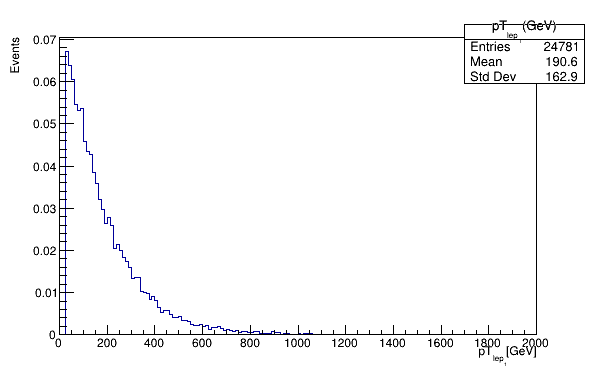 pT_lep_1 (GeV)
Entries 24781
Mean 190.6
Std Dev 162.9
Events
0.07
0.06
0.05
0.04
0.03
0.02
0.01
0
0 200 400 600 800 1000 1200 1400 1600 1800 2000
pT_lep_1 [GeV]